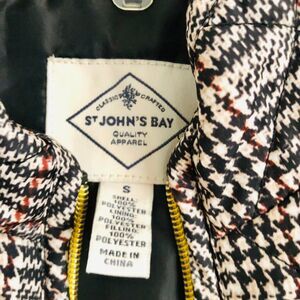 CLASSIC CRAFTED
ST JOHN'S BAY
QUALITY
APPAREL
S
SHELL:
100%
POLYESTER
LINING:
100%
POLYESTER
FILLING:
100%
POLYESTER
MADE IN
CHINA